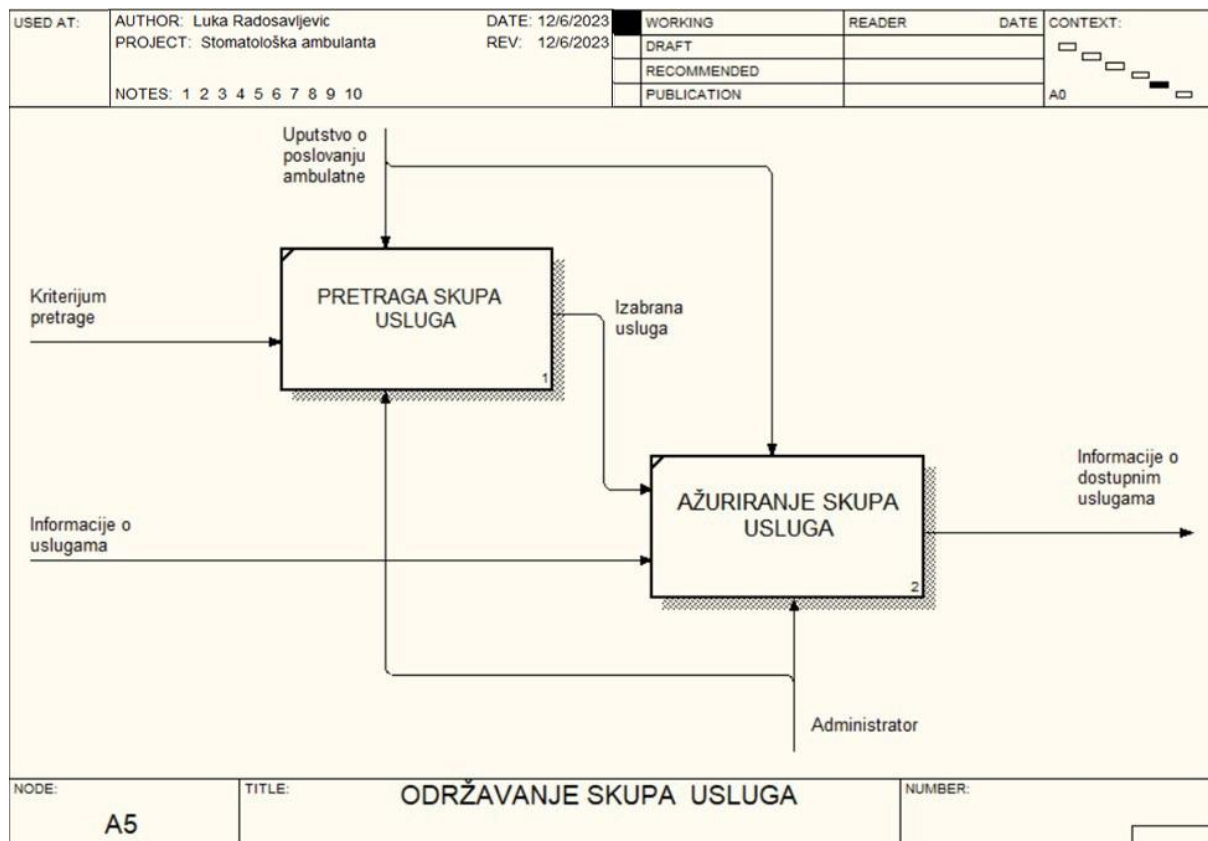 USED AT:
AUTHOR: Luka Radosavljevic
DATE: 12/6/2023
PROJECT: Stomatološka ambulanta
REV: 12/6/2023
NOTES: 1 2 3 4 5 6 7 8 9 10
WORKING
DRAFT
RECOMMENDED
PUBLICATION
READER
DATE
CONTEXT:
A0
Uputstvo o
poslovanju
ambulatne
Kriterijum
pretrage
PRETRAGA SKUPA
USLUGA
1
Izabrana
usluga
Informacije o
uslugama
AŽURIRANJE SKUPA
USLUGA
2
Informacije o
dostupnim
uslugama
Administrator
NODE:
A5
TITLE:
ODRŽAVANJE SKUPA USLUGA
NUMBER: